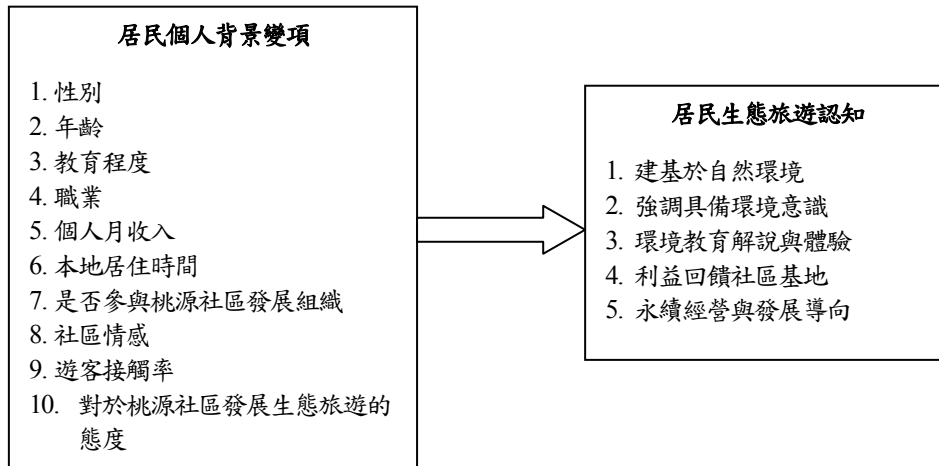 居民個人背景變項
1. 性別
2. 年齡
3. 教育程度
4. 職業
5. 個人月收入
6. 本地居住時間
7. 是否參與桃源社區發展組織
8. 社區情感
9. 遊客接觸率
10. 對於桃源社區發展生態旅遊的
態度
居民生態旅遊認知
1. 建基於自然環境
2. 強調具備環境意識
3. 環境教育解說與體驗
4. 利益回饋社區基地
5. 永續經營與發展導向